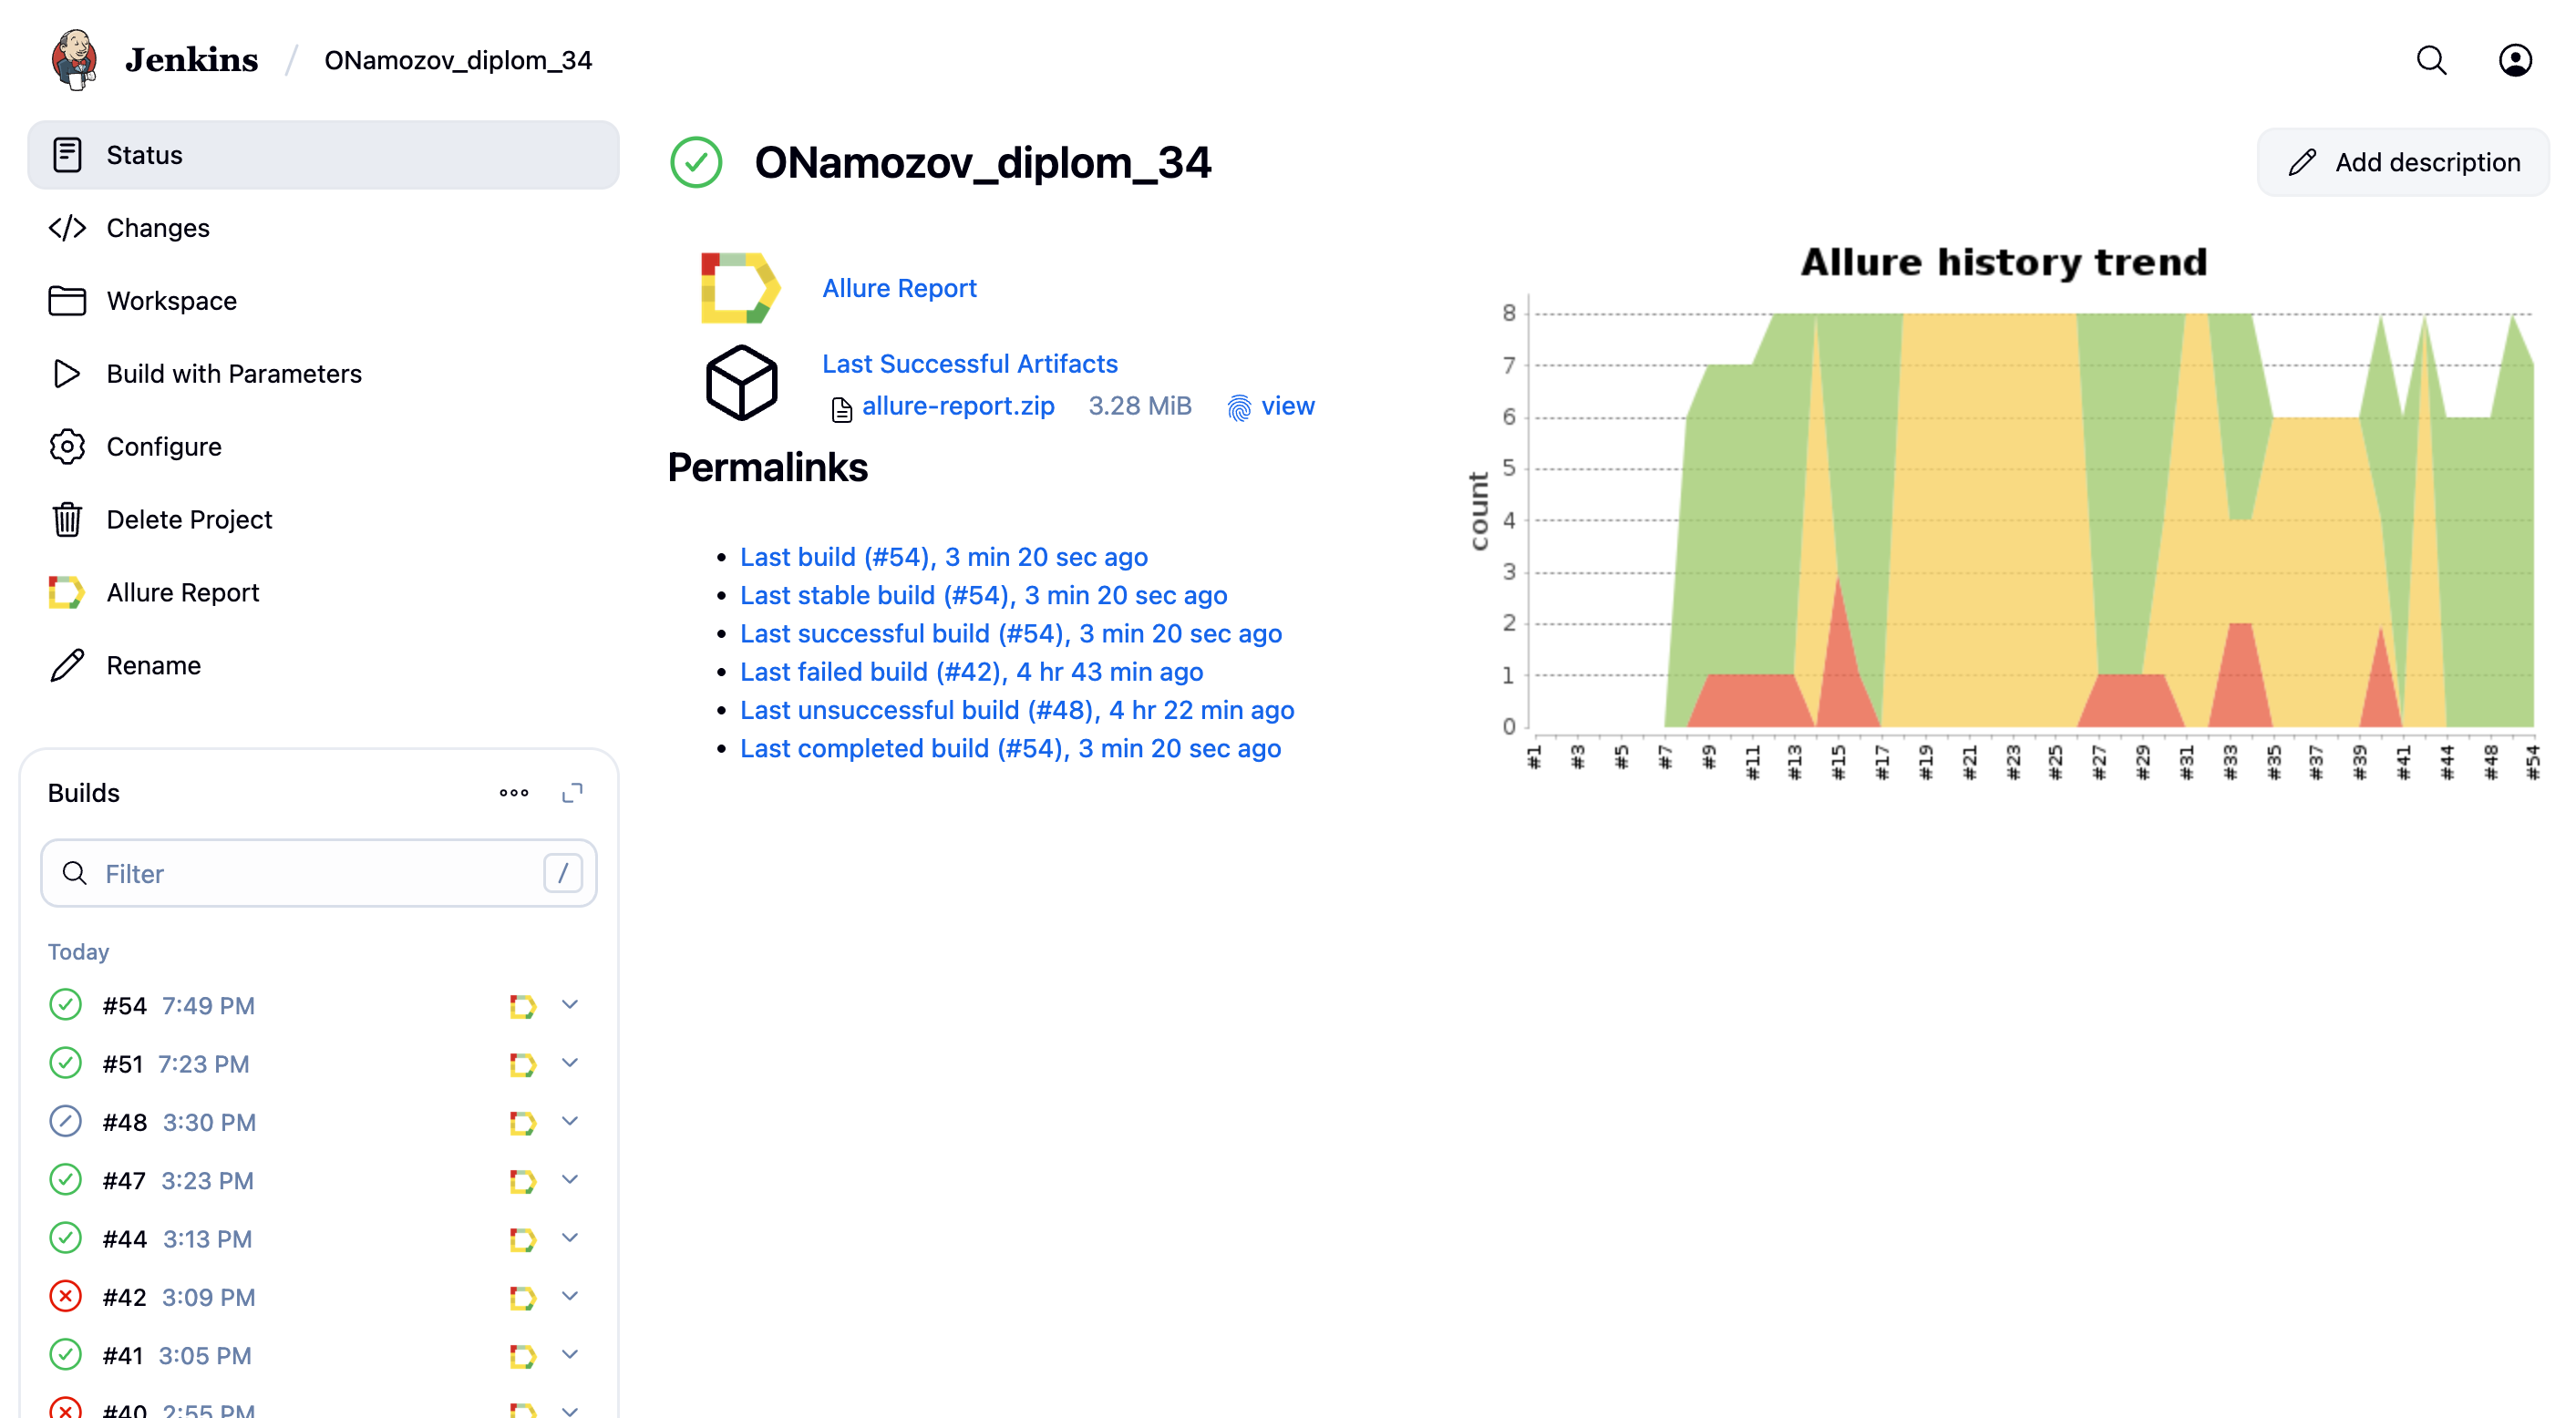 Jenkins / ONamozov_diplom_34
Status
Changes
Workspace
Build with Parameters
Configure
Delete Project
Allure Report
Rename
Builds
Filter /
Today
#54 7:49 PM
#51 7:23 PM
#48 3:30 PM
#47 3:23 PM
#44 3:13 PM
#42 3:09 PM
#41 3:05 PM
#40 2:55 PM
ONamozov_diplom_34
Add description
Allure Report
Last Successful Artifacts
allure-report.zip 3.28 MiB view
Permalinks
Last build (#54), 3 min 20 sec ago
Last stable build (#54), 3 min 20 sec ago
Last successful build (#54), 3 min 20 sec ago
Last failed build (#42), 4 hr 43 min ago
Last unsuccessful build (#48), 4 hr 22 min ago
Last completed build (#54), 3 min 20 sec ago
Allure history trend
count
8
7
6
5
4
3
2
1
0
#1 #3 #5 #7 #9 #11 #13 #15 #17 #19 #21 #23 #25 #27 #29 #31 #33 #35 #37 #39 #41 #44 #48 #54